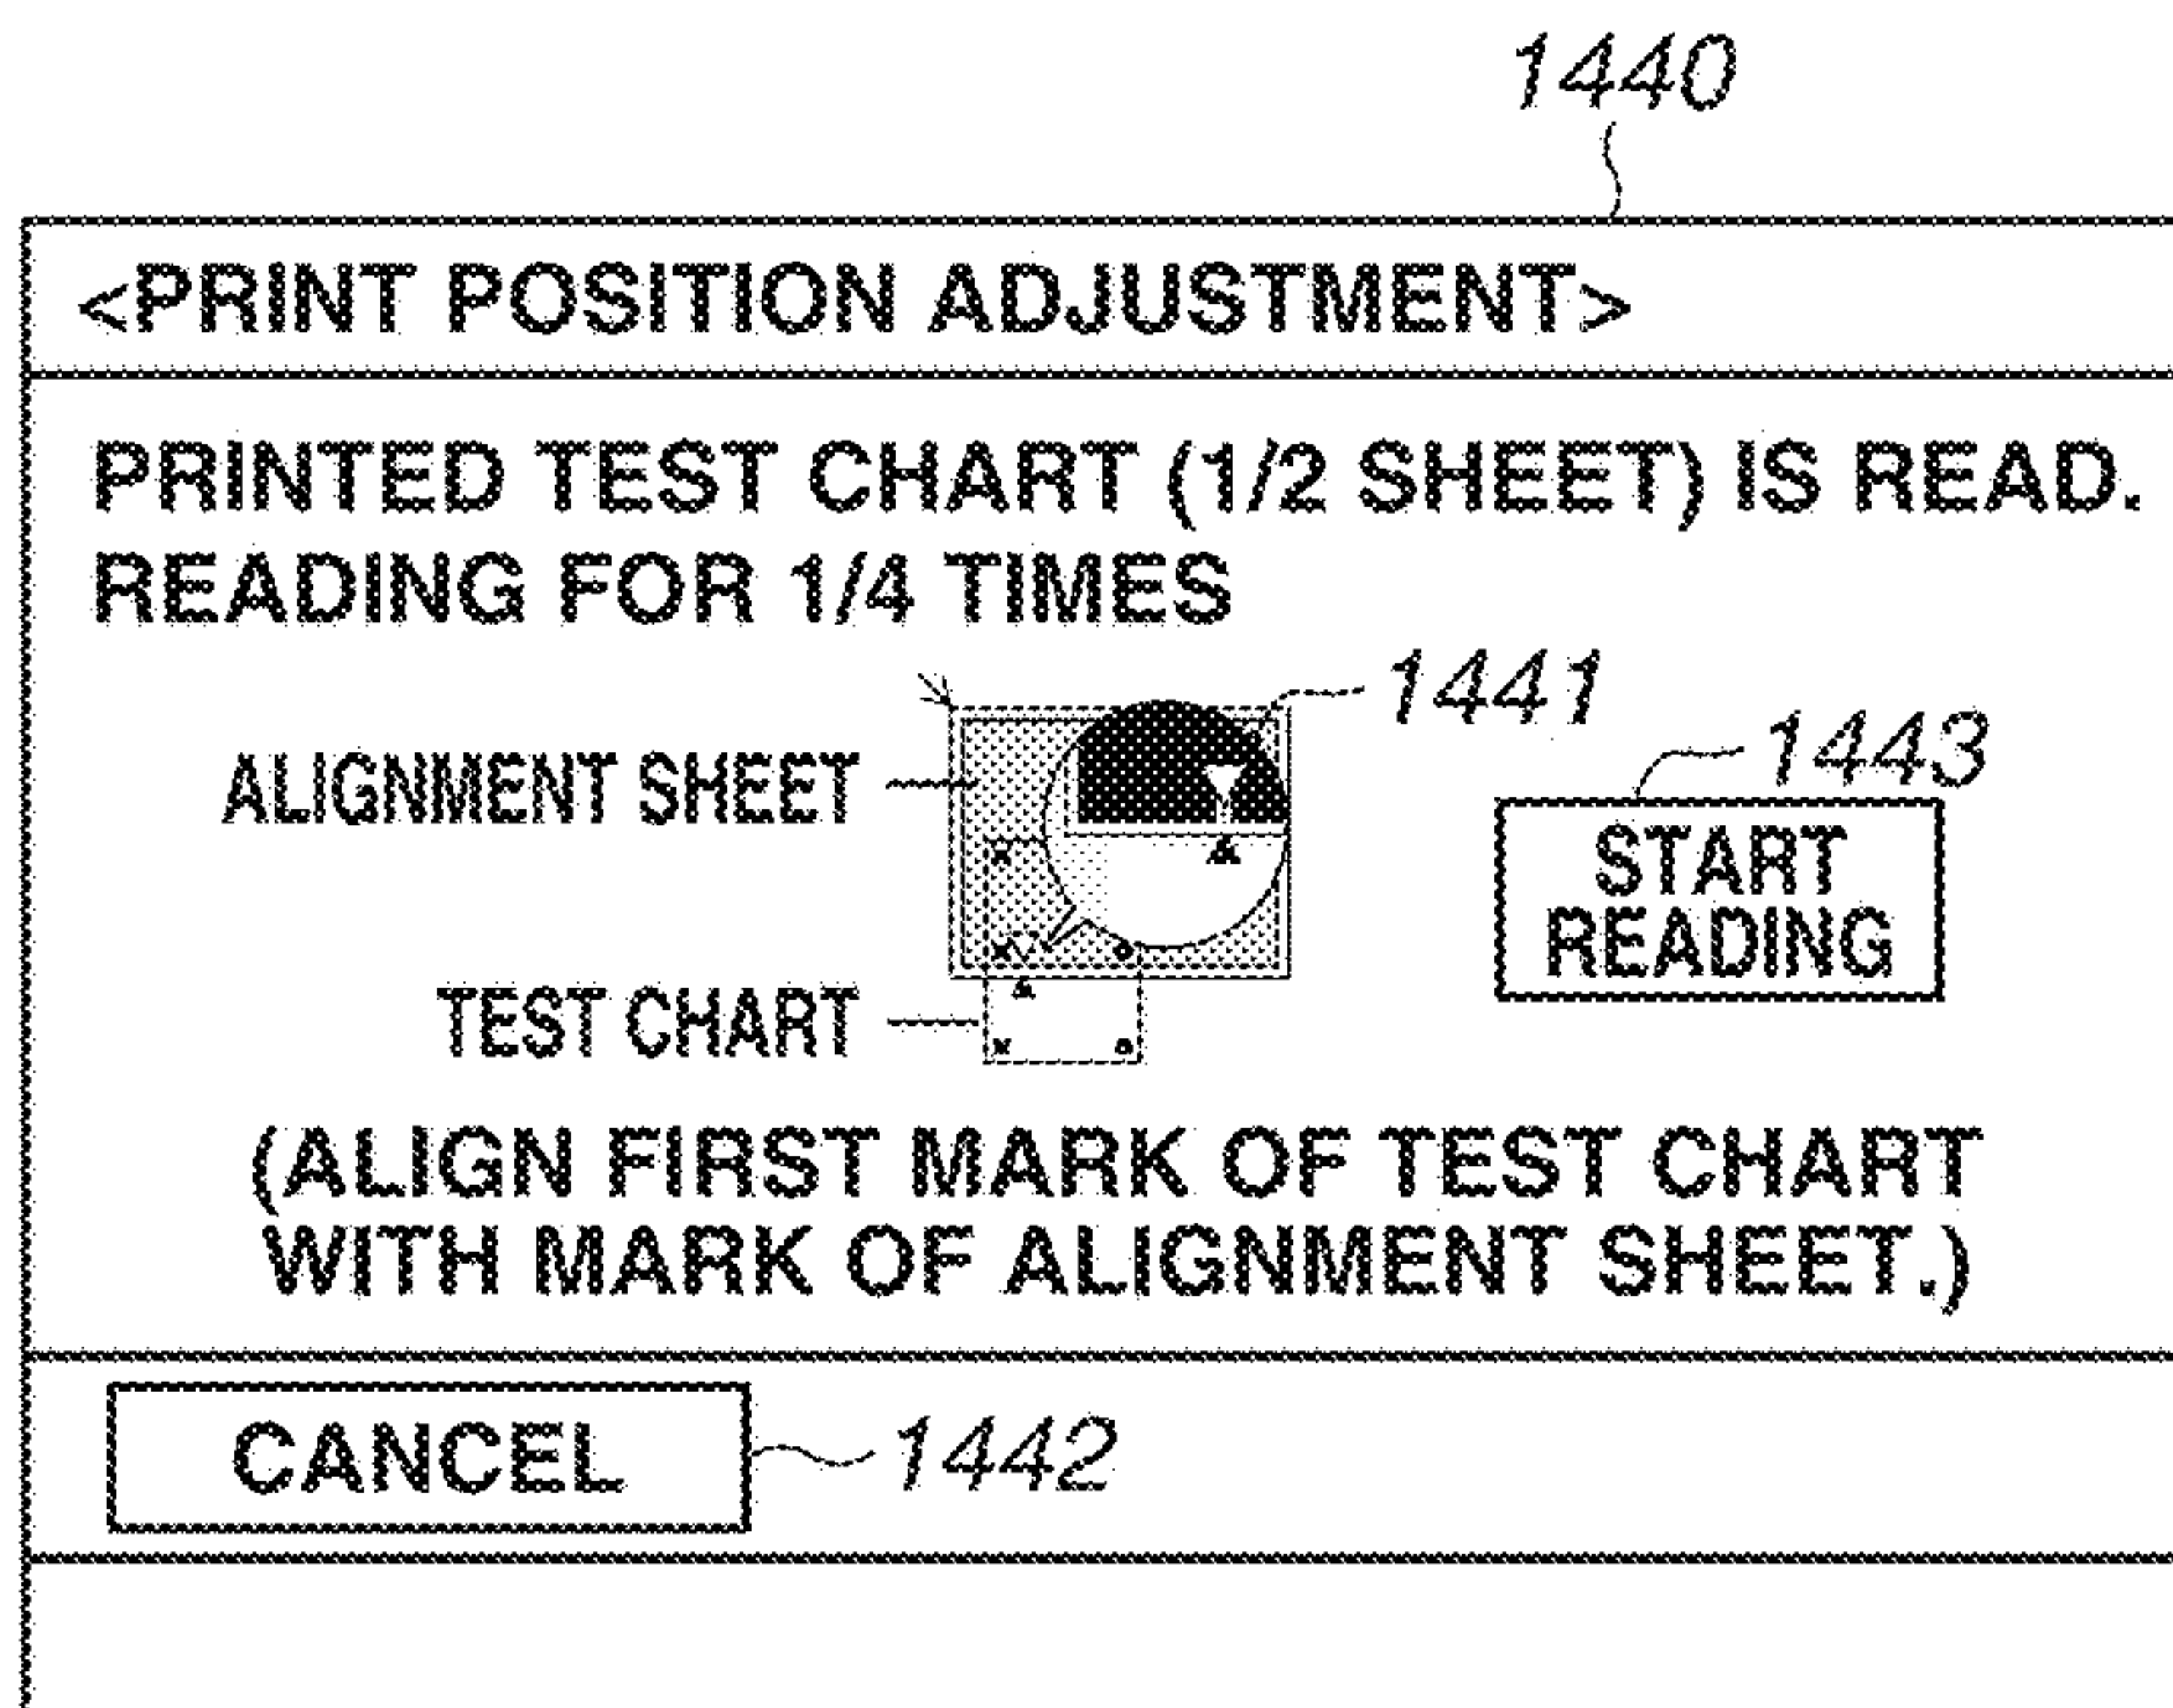 1440
<PRINT POSITION ADJUSTMENT>
PRINTED TEST CHART (1/2 SHEET) IS READ.
READING FOR 1/4 TIMES
1441
1443
ALIGNMENT SHEET
START
READING
TEST CHART
(ALIGN FIRST MARK OF TEST CHART
WITH MARK OF ALIGNMENT SHEET.)
CANCEL
1442